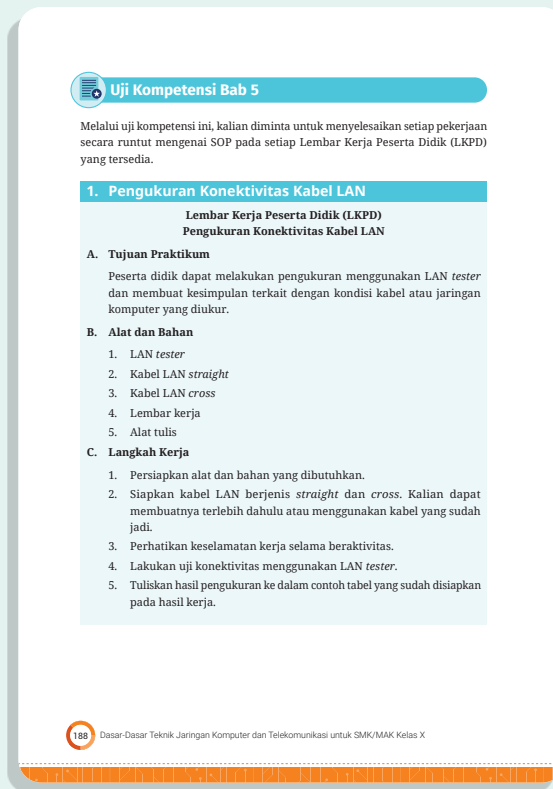 Uji Kompetensi Bab 5
Melalui uji kompetensi ini, kalian diminta untuk menyelesaikan setiap pekerjaan
secara runtut mengenai SOP pada setiap Lembar Kerja Peserta Didik (LKPD)
yang tersedia.
1. Pengukuran Konektivitas Kabel LAN
Lembar Kerja Peserta Didik (LKPD)
Pengukuran Konektivitas Kabel LAN
A. Tujuan Praktikum
Peserta didik dapat melakukan pengukuran menggunakan LAN tester
dan membuat kesimpulan terkait dengan kondisi kabel atau jaringan
komputer yang diukur.
B. Alat dan Bahan
1. LAN tester
2. Kabel LAN straight
3. Kabel LAN cross
4. Lembar kerja
5. Alat tulis
C. Langkah Kerja
1. Persiapkan alat dan bahan yang dibutuhkan.
2. Siapkan kabel LAN berjenis straight dan cross. Kalian dapat
membuatnya terlebih dahulu atau menggunakan kabel yang sudah
jadi.
3. Perhatikan keselamatan kerja selama beraktivitas.
4. Lakukan uji konektivitas menggunakan LAN tester.
5. Tuliskan hasil pengukuran ke dalam contoh tabel yang sudah disiapkan
pada hasil kerja.
188 Dasar-Dasar Teknik Jaringan Komputer dan Telekomunikasi untuk SMK/MAK Kelas X